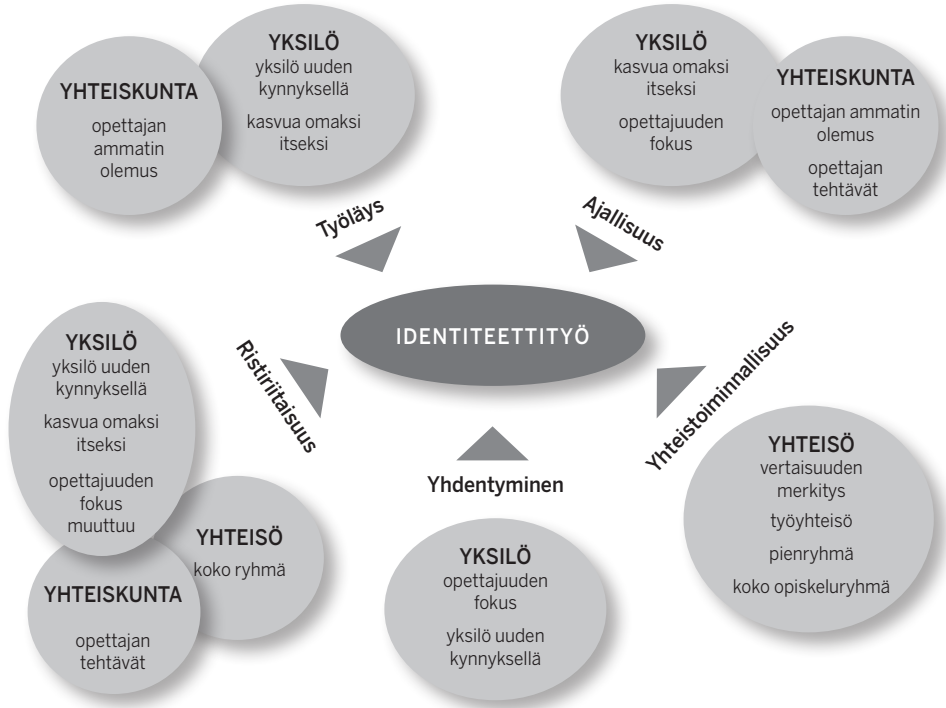 YHTEISKUNTA
opettajan
ammatin
olemus
YKSILÖ
yksilö uuden
kynnyksellä
kasvua omaksi
itseksi
YKSILÖ
kasvua omaksi
itseksi
opettajuuden
fokus
YHTEISKUNTA
opettajan ammatin
olemus
opettajan
tehtävät
Työläys
Ajallisuus
IDENTITEETTITYÖ
Ristiriitaisuus
Yhdentyminen
Yhteistoiminnallisuus
YKSILÖ
yksilö uuden
kynnyksellä
kasvua omaksi
itseksi
opettajuuden
fokus
muuttuu
YHTEISÖ
koko ryhmä
YHTEISKUNTA
opettajan
tehtävät
YKSILÖ
opettajuuden
fokus
yksilö uuden
kynnyksellä
YHTEISÖ
vertaisuuden
merkitys
työyhteisö
pienryhmä
koko opiskeluryhmä